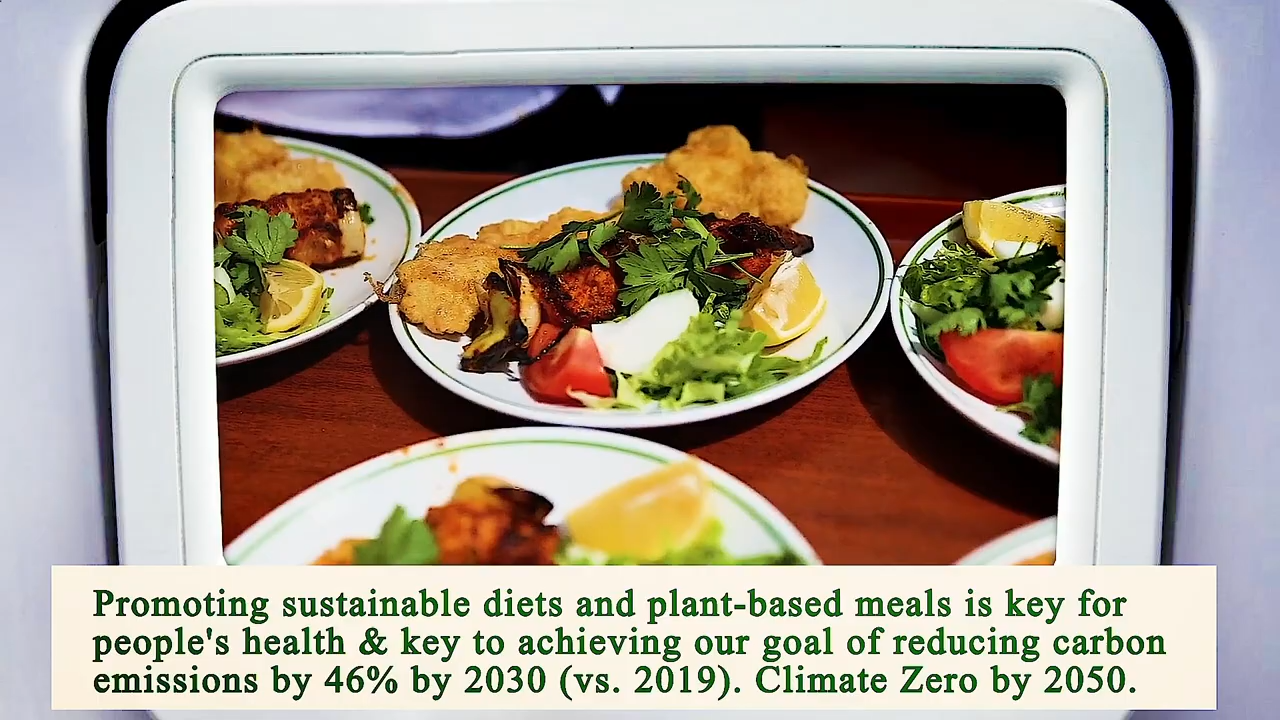 Promoting sustainable diets and plant-based meals is key for
people's health & key to achieving our goal of reducing carbon
emissions by 46% by 2030 (vs. 2019). Climate Zero by 2050.